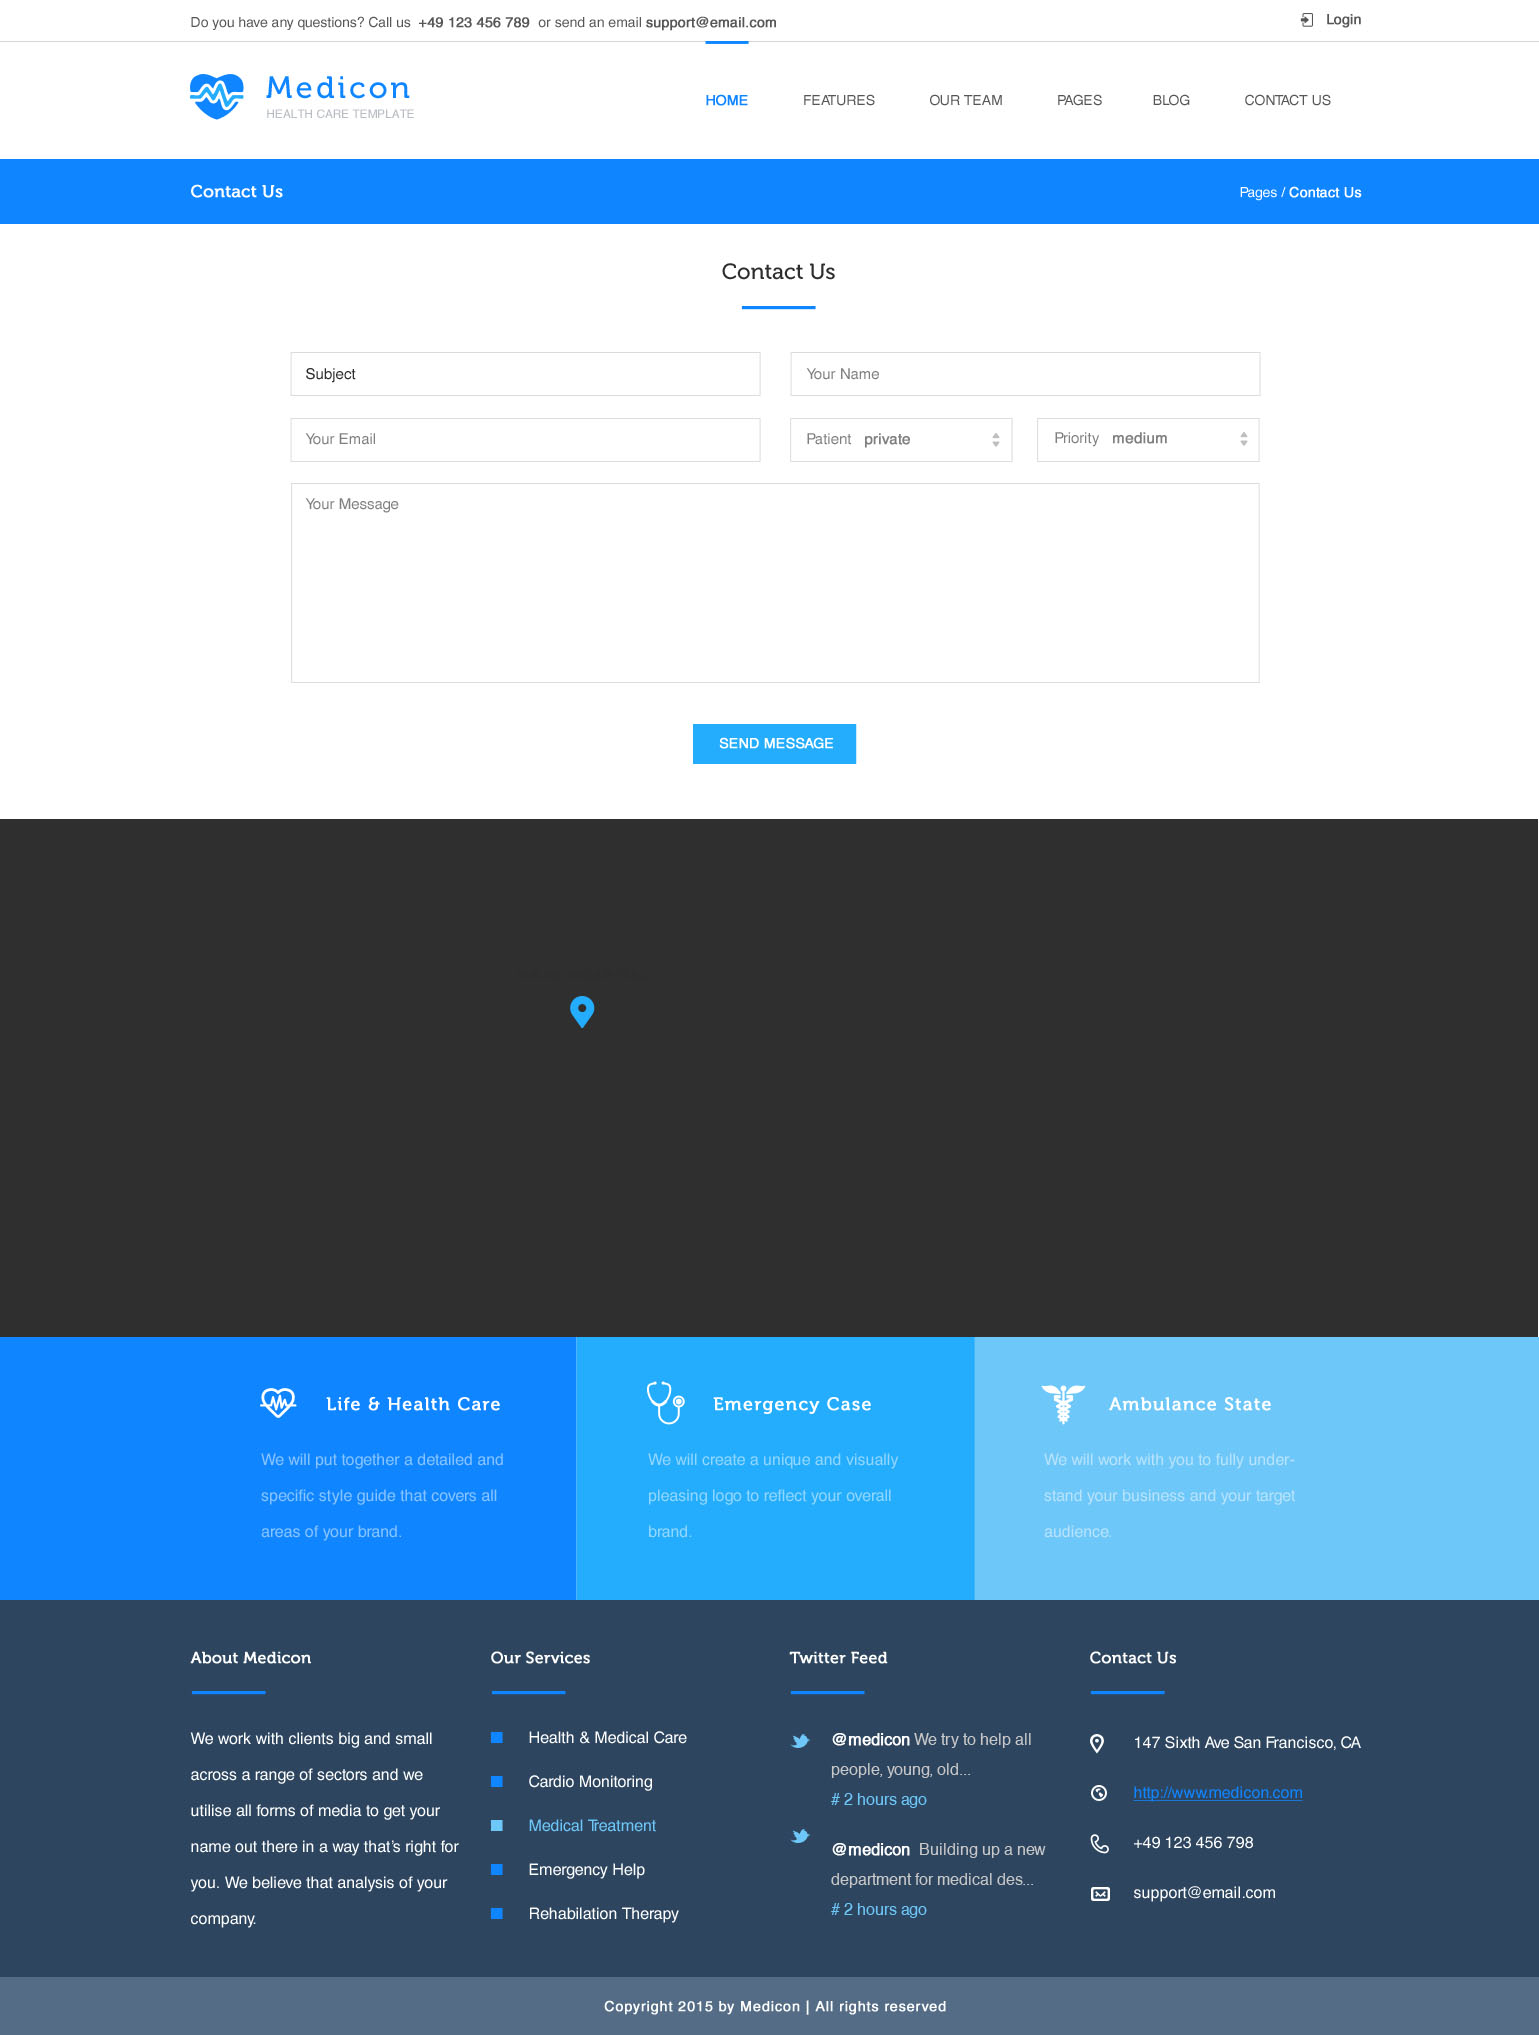 Do you have any questions? Call us +49 123 456 789 or send an email support@email.com
Login
Medicon
HEALTH CARE TEMPLATE
HOME FEATURES OUR TEAM PAGES BLOG CONTACT US
Contact Us
Pages / Contact Us
Contact Us
Subject
Your Name
Your Email
Patient private
Priority medium
Your Message
SEND MESSAGE
Life & Health Care
We will put together a detailed and
specific style guide that covers all
areas of your brand.
Emergency Case
We will create a unique and visually
pleasing logo to reflect your overall
brand.
Ambulance State
We will work with you to fully under-
stand your business and your target
audience.
About Medicon
We work with clients big and small
across a range of sectors and we
utilise all forms of media to get your
name out there in a way that's right for
you. We believe that analysis of your
company.
Our Services
Health & Medical Care
Cardio Monitoring
Medical Treatment
Emergency Help
Rehabilation Therapy
Twitter Feed
@medicon We try to help all
people, young, old...
# 2 hours ago
@medicon Building up a new
department for medical des...
# 2 hours ago
Contact Us
147 Sixth Ave San Francisco, CA
http://www.medicon.com
+49 123 456 798
support@email.com
Copyright 2015 by Medicon | All rights reserved